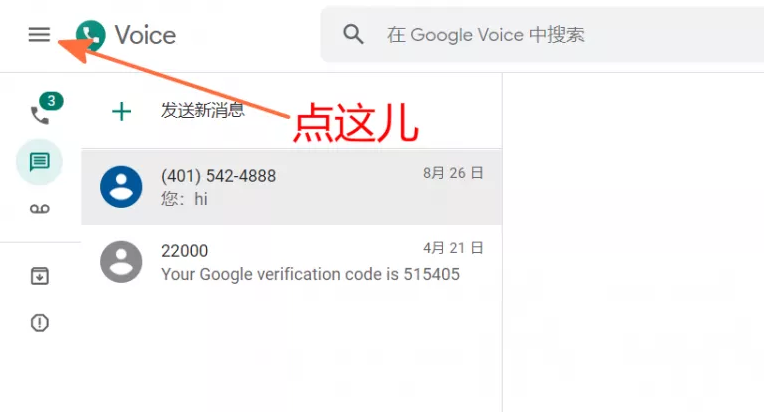 Voice
在 Google Voice 中搜索
3
发送新消息
点这儿
(401) 542-4888
8月 26 日
您：hi
22000
4月 21 日
Your Google verification code is 515405